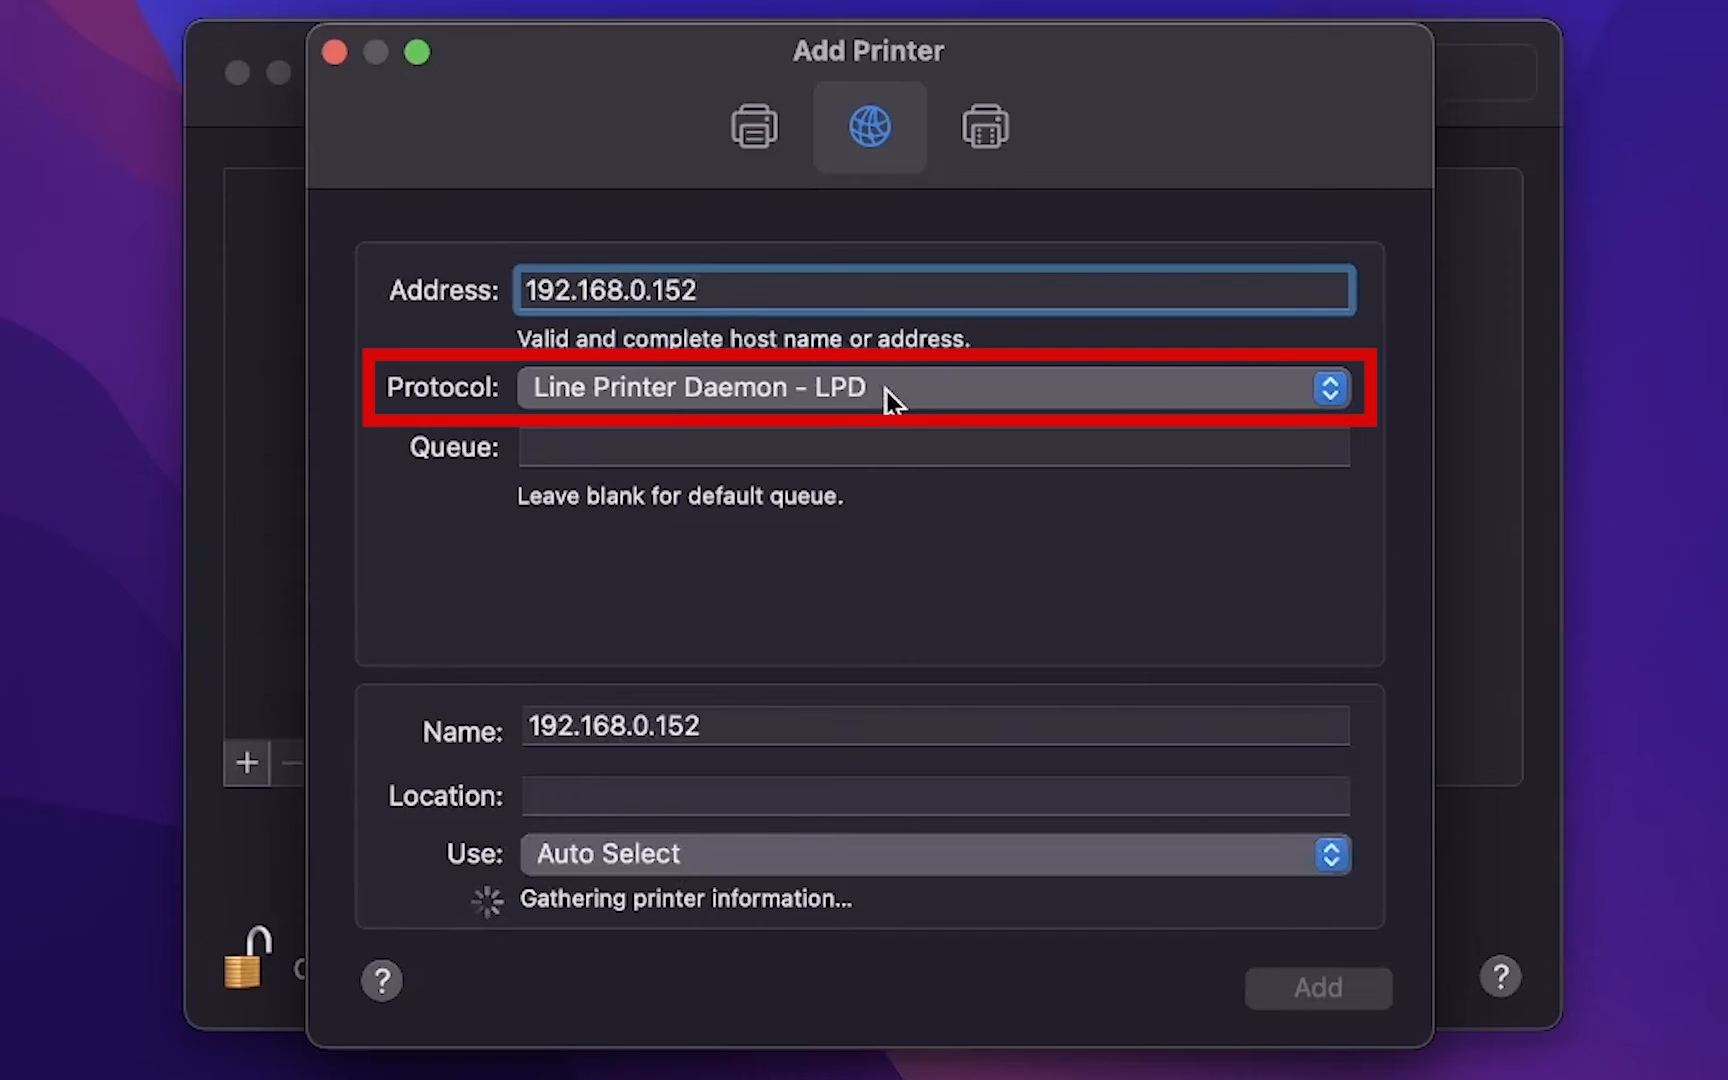 Add Printer
Address: 192.168.0.152
Valid and complete host name or address.
Protocol: Line Printer Daemon - LPD
Queue:
Leave blank for default queue.
Name: 192.168.0.152
Location:
Use: Auto Select
Gathering printer information...
Add